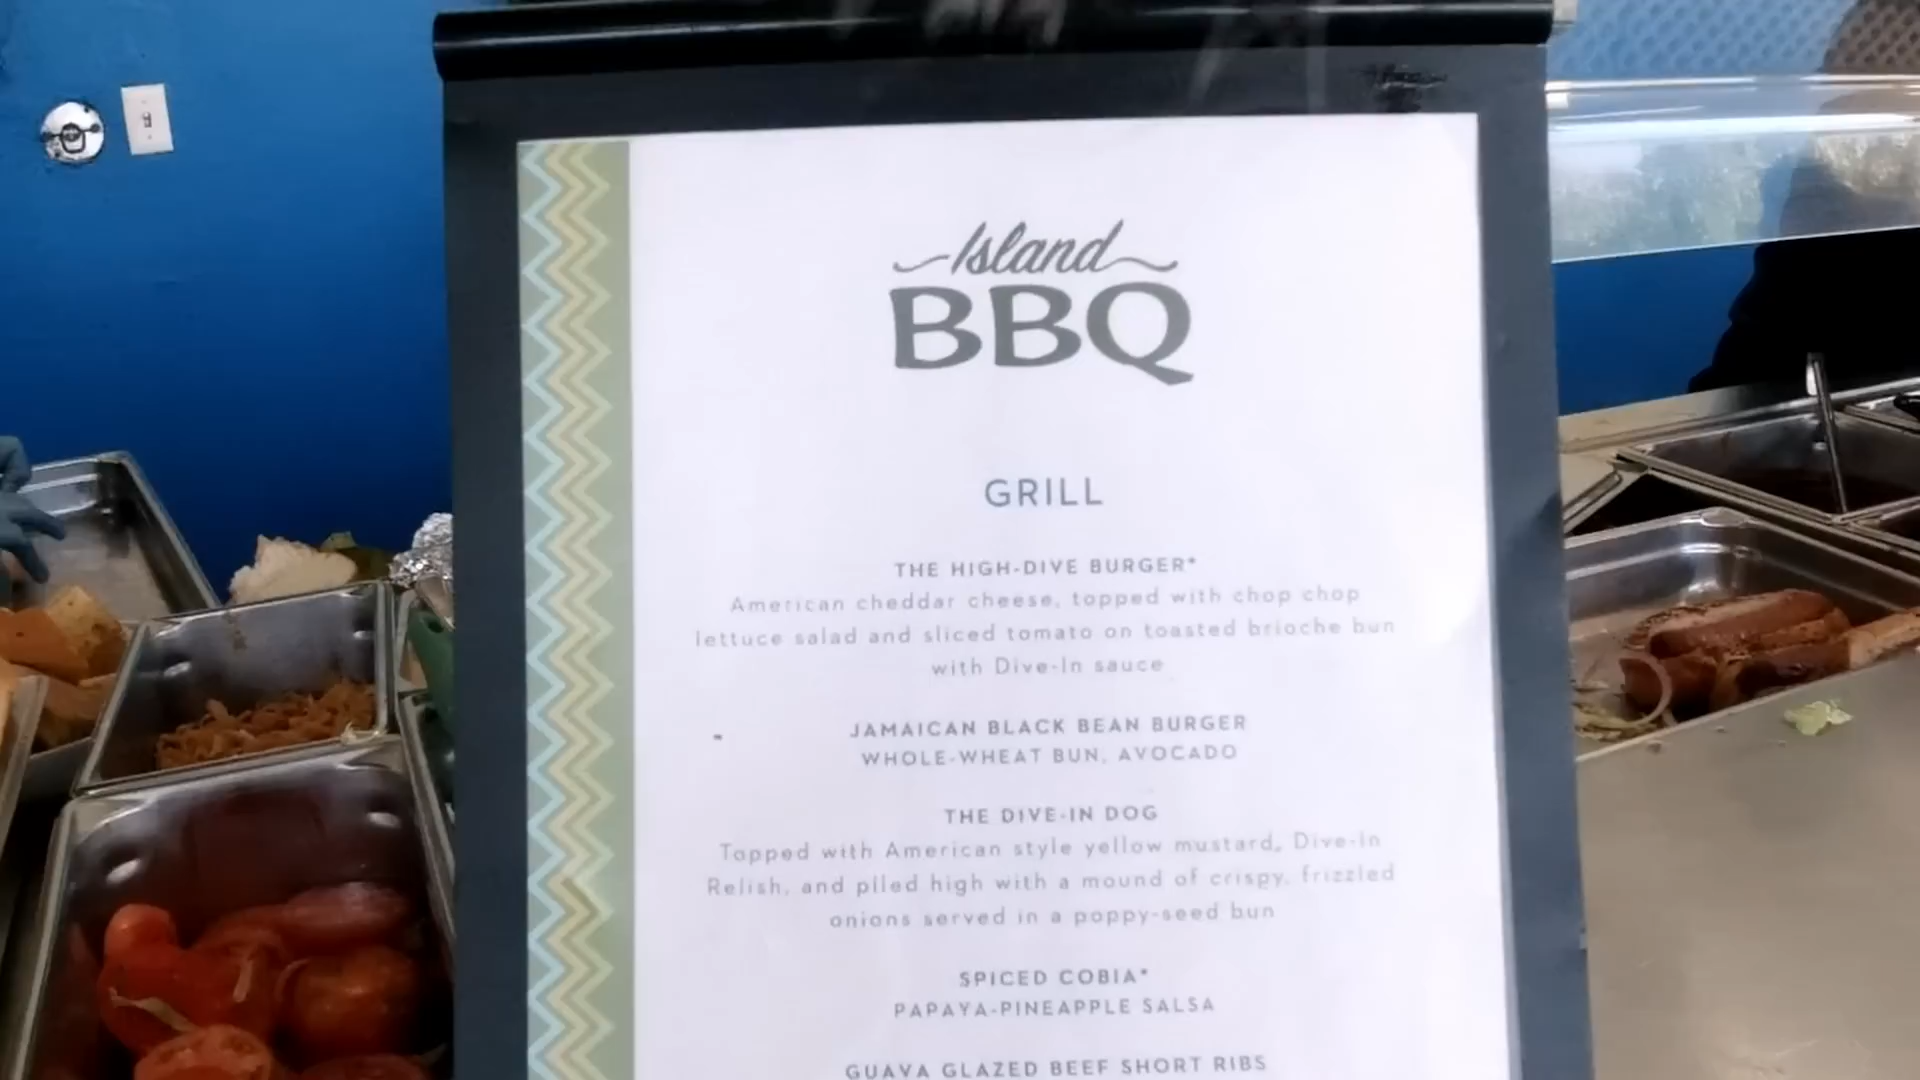 Island
BBQ
GRILL
THE HIGH-DIVE BURGER*
American cheddar cheese, topped with chop chop
lettuce salad and sliced tomato on toasted brioche bun
with Dive-In sauce
JAMAICAN BLACK BEAN BURGER
WHOLE-WHEAT BUN, AVOCADO
THE DIVE-IN DOG
Topped with American style yellow mustard, Dive-In
Relish, and piled high with a mound of crispy, frizzled
onions served in a poppy-seed bun
SPICED COBIA*
PAPAYA-PINEAPPLE SALSA
GUAVA GLAZED BEEF SHORT RIBS